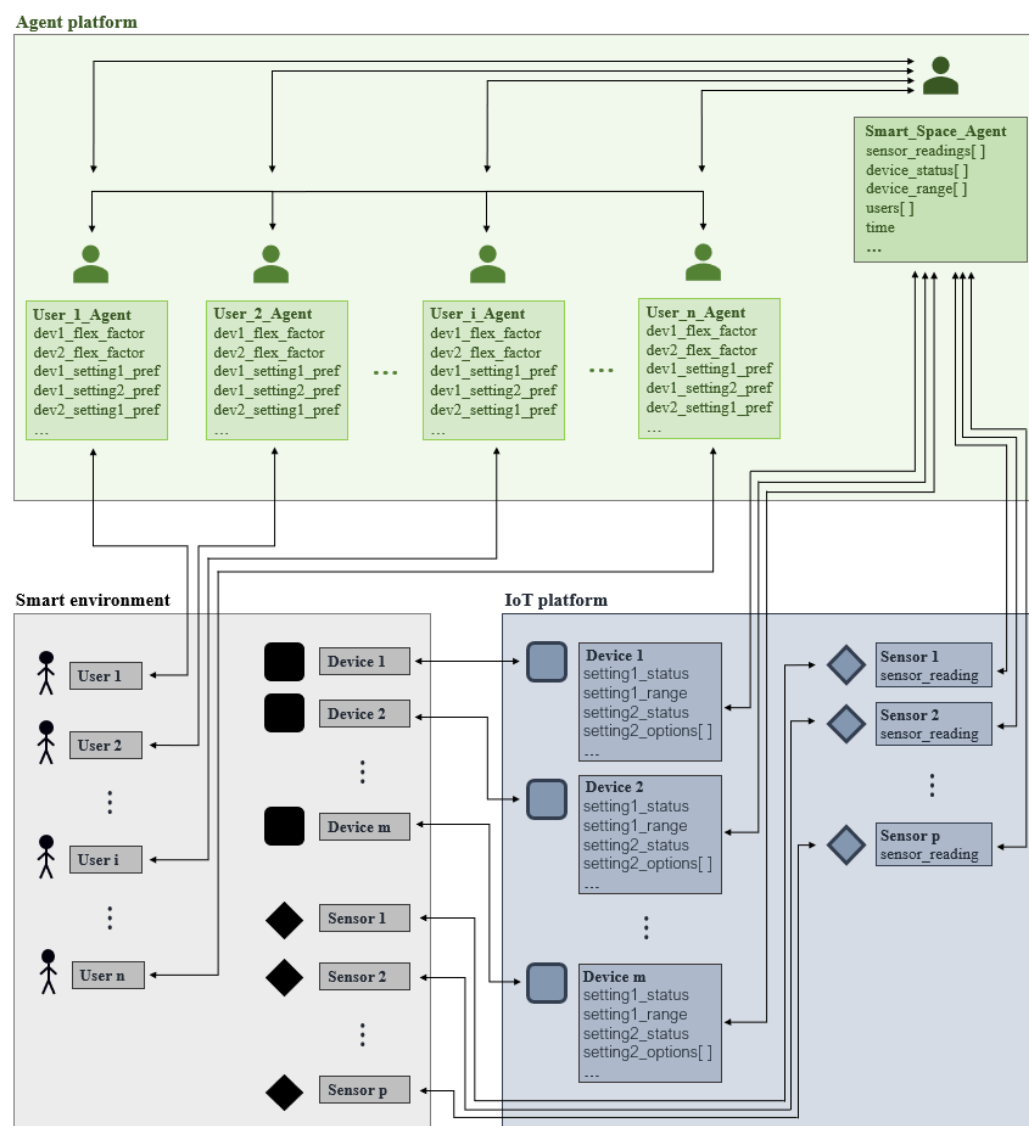 Agent platform
Smart_Space_Agent
sensor_readings[ ]
device_status[ ]
device_range[ ]
users[ ]
time
...
User_1_Agent
dev1_flex_factor
dev2_flex_factor
dev1_setting1_pref
dev1_setting2_pref
dev2_setting1_pref
...
User_2_Agent
dev1_flex_factor
dev2_flex_factor
dev1_setting1_pref
dev1_setting2_pref
dev2_setting1_pref
...
...
User_i_Agent
dev1_flex_factor
dev2_flex_factor
dev1_setting1_pref
dev1_setting2_pref
dev2_setting1_pref
...
...
User_n_Agent
dev1_flex_factor
dev2_flex_factor
dev1_setting1_pref
dev1_setting2_pref
dev2_setting1_pref
...
Smart environment
User 1
User 2
⋮
User i
⋮
User n
Device 1
Device 2
⋮
Device m
Sensor 1
Sensor 2
⋮
Sensor p
IoT platform
Device 1
setting1_status
setting1_range
setting2_status
setting2_options[ ]
...
Device 2
setting1_status
setting1_range
setting2_status
setting2_options[ ]
...
⋮
Device m
setting1_status
setting1_range
setting2_status
setting2_options[ ]
...
Sensor 1
sensor_reading
Sensor 2
sensor_reading
⋮
Sensor p
sensor_reading